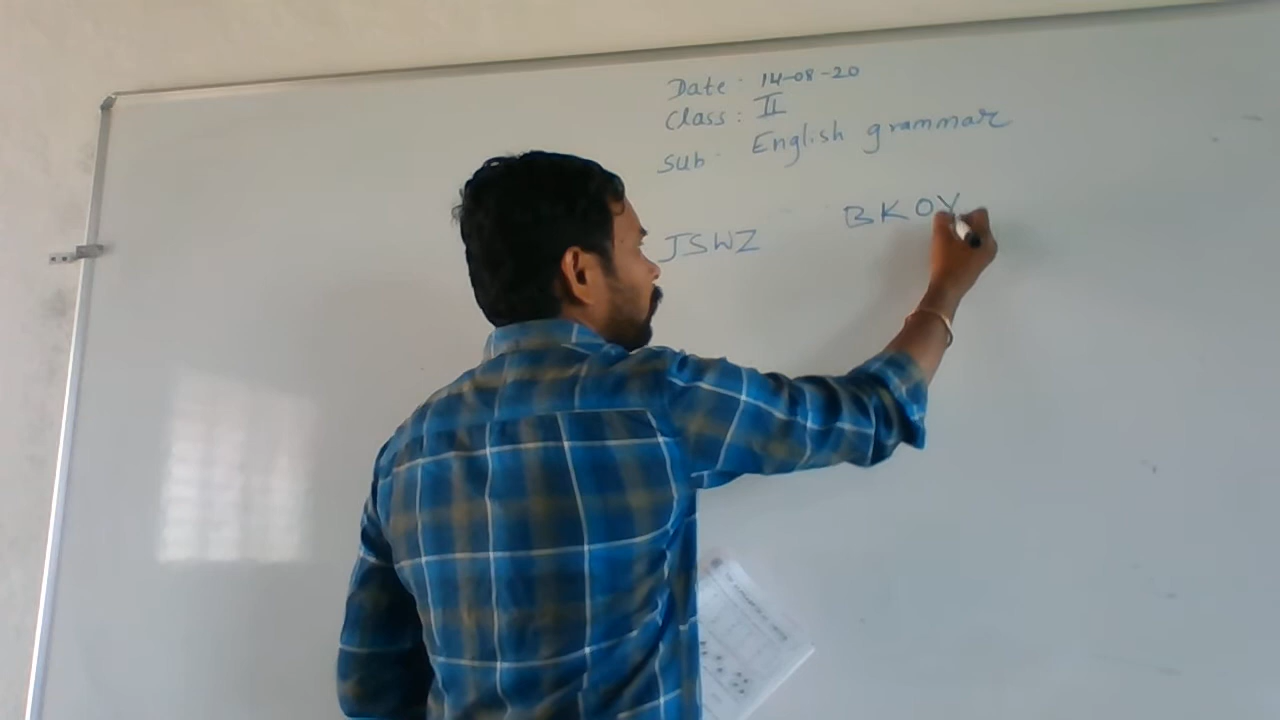 Date : 14-08-20
Class : II
Sub : English grammar
JSWZ BKOY